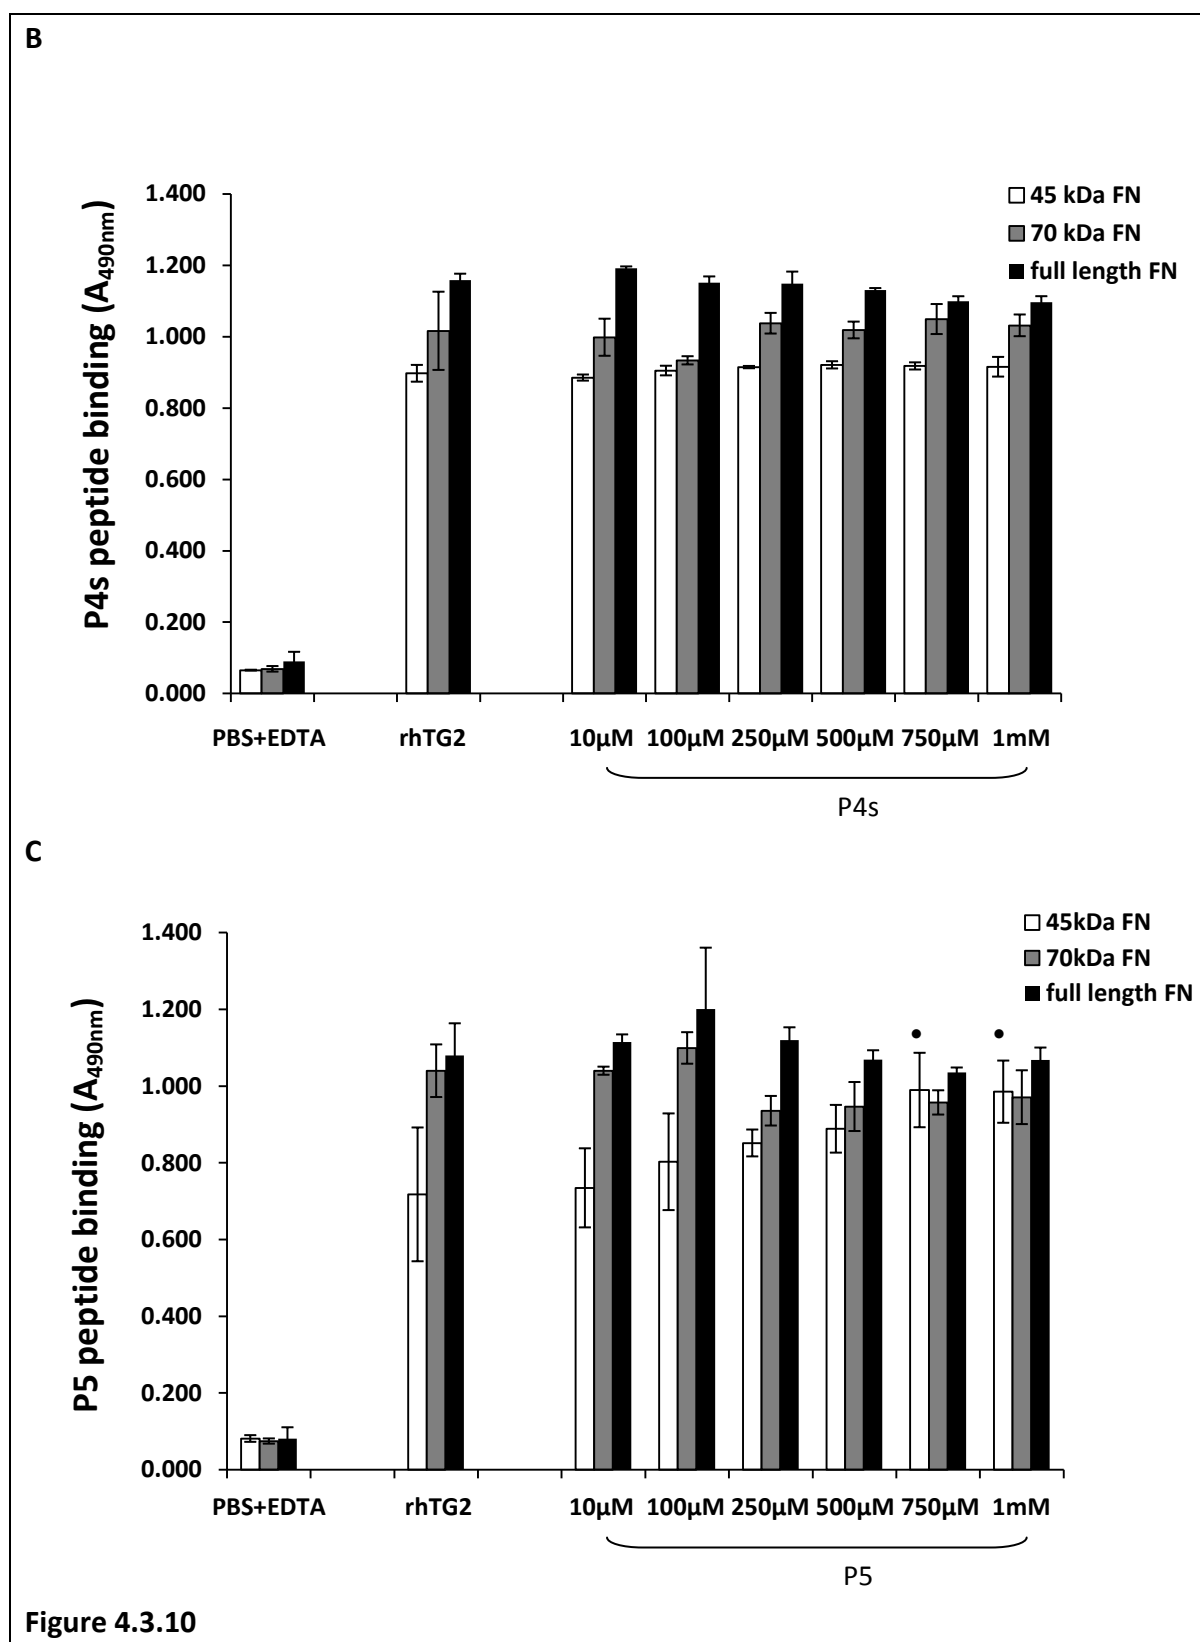 B
P4s peptide binding (A490nm)
1.400
1.200
1.000
0.800
0.600
0.400
0.200
0.000
45 kDa FN
70 kDa FN
full length FN
PBS+EDTA rhTG2 10µM 100µM 250µM 500µM 750µM 1mM
P4s
C
P5 peptide binding (A490nm)
1.400
1.200
1.000
0.800
0.600
0.400
0.200
0.000
45kDa FN
70kDa FN
full length FN
PBS+EDTA rhTG2 10µM 100µM 250µM 500µM 750µM 1mM
P5
Figure 4.3.10